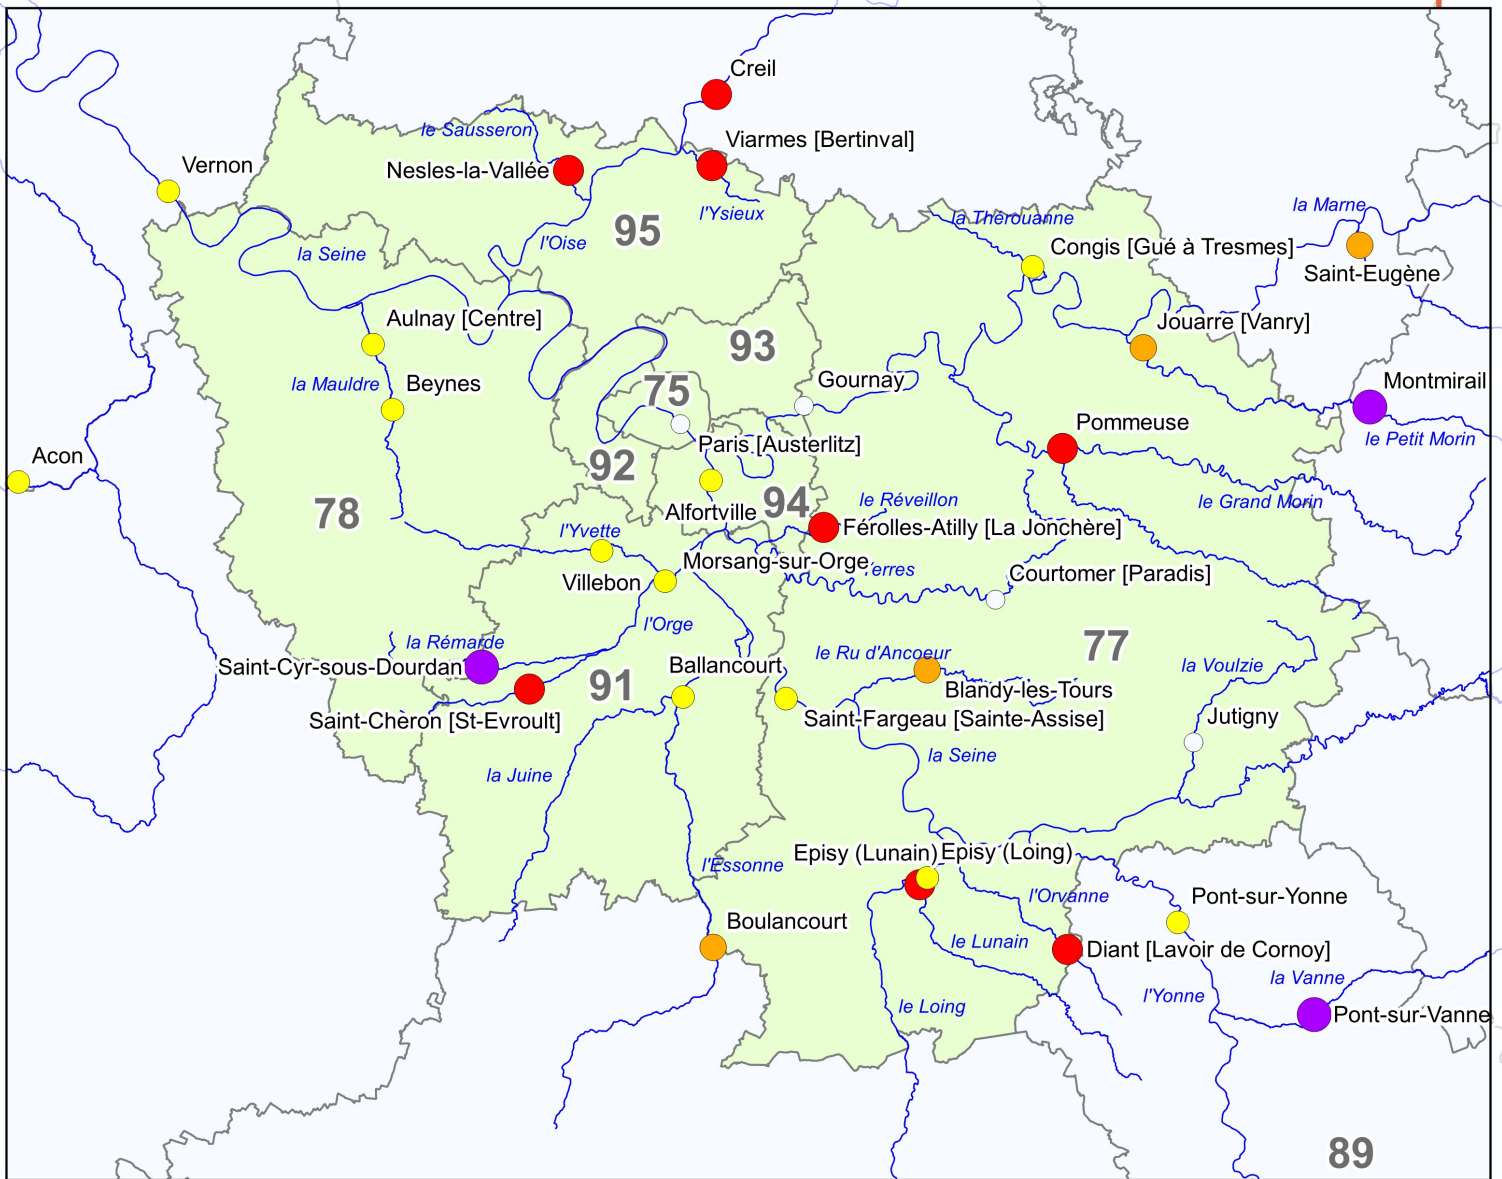 Creil
le Sausseron
Viarmes [Bertinval]
Vernon
Nesles-la-Vallée
l'Ysieux
la Marne
la Thérouanne
95
l'Oise
la Seine
Congis [Gué à Tresmes]
Saint-Eugène
Aulnay [Centre]
Jouarre [Vanry]
93
la Mauldre
Beynes
75
Gournay
Montmirail
Pommeuse
le Petit Morin
Paris [Austerlitz]
Acon
92
le Grand Morin
78
94
le Réveillon
Alfortville
l'Yvette
Férolles-Atilly [La Jonchère]
Morsang-sur-Orge
Yerres
Courtomer [Paradis]
Villebon
l'Orge
la Rémarde
77
le Ru d'Ancoeur
Saint-Cyr-sous-Dourdan
Ballancourt
la Voulzie
91
Blandy-les-Tours
Saint-Chéron [St-Evroult]
Saint-Fargeau [Sainte-Assise]
Jutigny
la Seine
la Juine
Episy (Lunain)
Episy (Loing)
l'Essonne
l'Orvanne
Pont-sur-Yonne
Boulancourt
le Lunain
Diant [Lavoir de Cornoy]
la Vanne
l'Yonne
le Loing
Pont-sur-Vanne
89